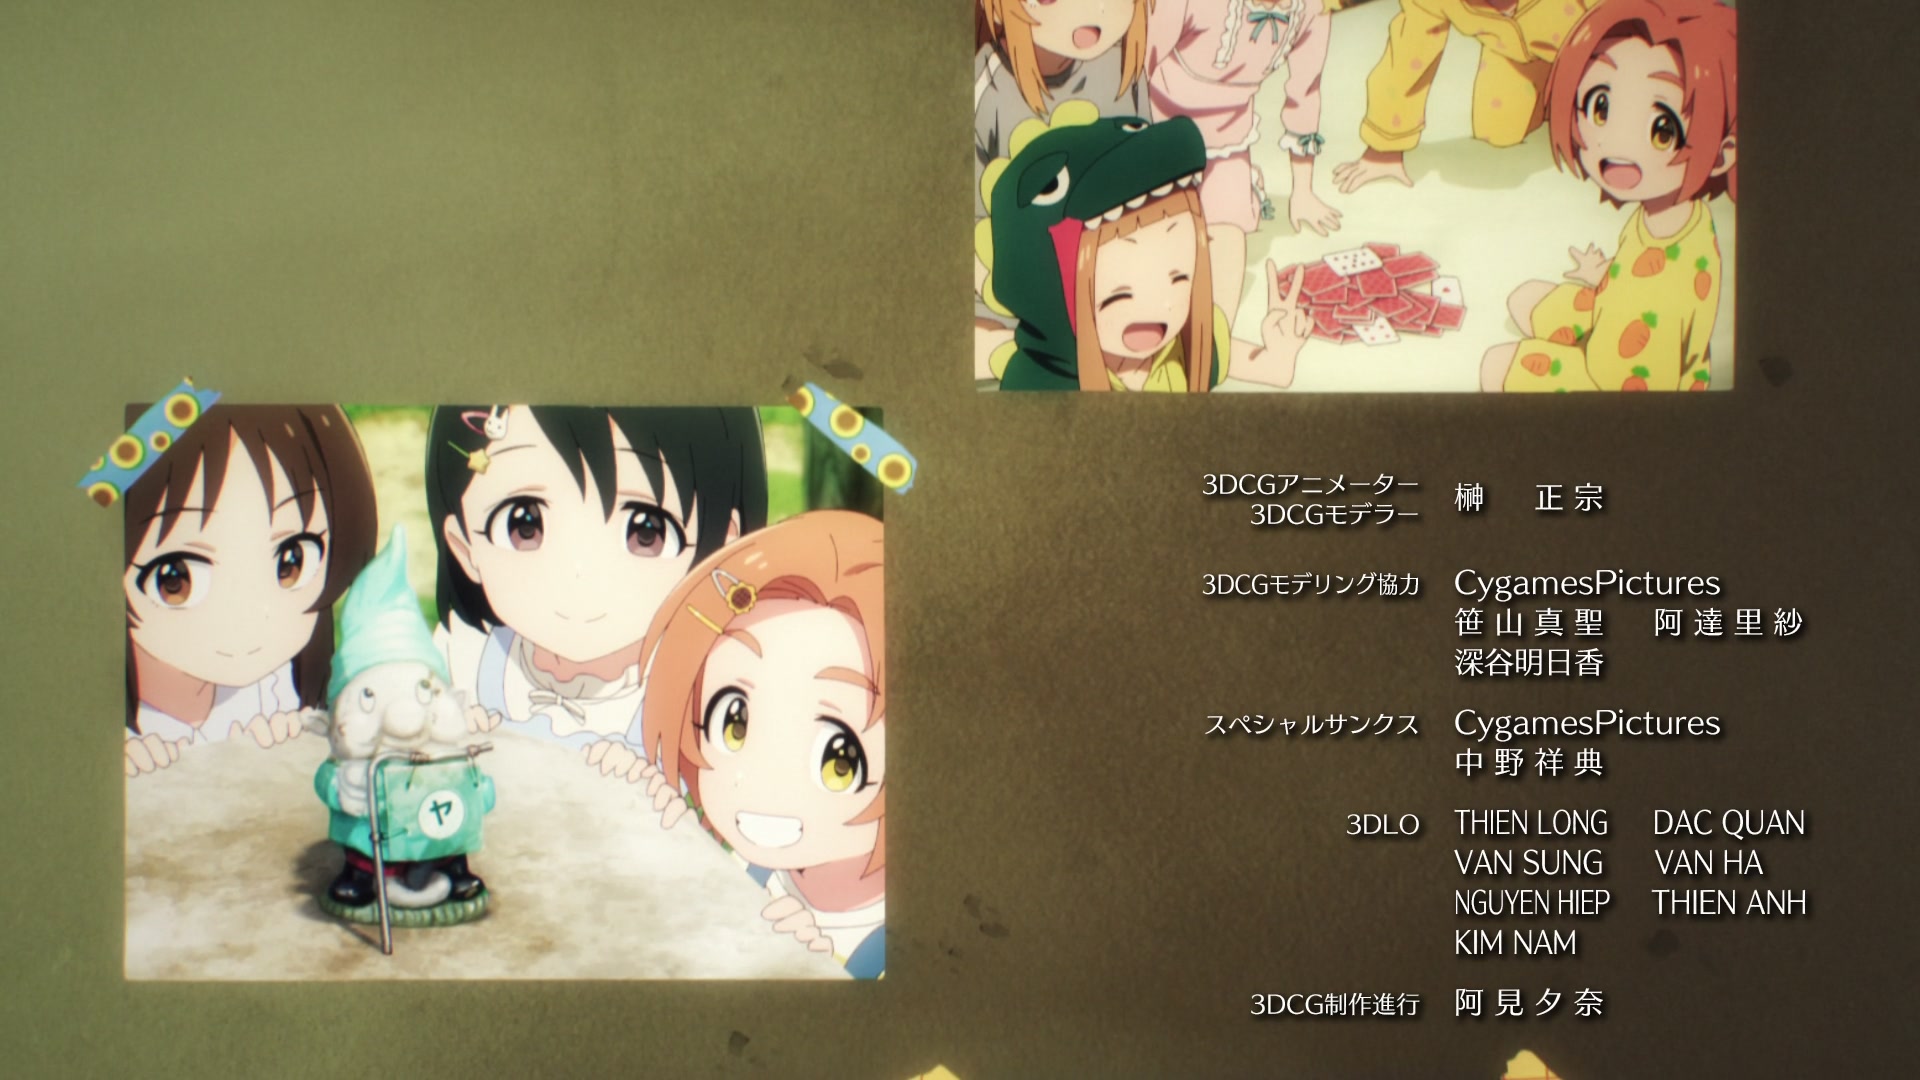 ヤ
3DCGアニメーター
3DCGモデラー 榊 正宗
3DCGモデリング協力 CygamesPictures
笹山真聖 阿達里紗
深谷明日香
スペシャルサンクス CygamesPictures
中野祥典
3DLO THIEN LONG DAC QUAN
VAN SUNG VAN HA
NGUYEN HIEP THIEN ANH
KIM NAM
3DCG制作進行 阿見夕奈